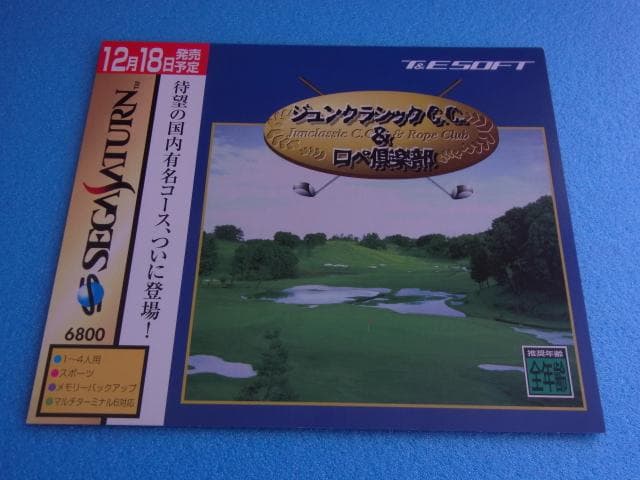 12月18日発売予定
T&E SOFT
SEGA SATURN™
待望の国内有名コース、ついに登場!
ジュンクラシックC.C.
Junclassic C.C. & Rope Club
&
ロペ倶楽部
6800
1〜4人用
スポーツ
メモリーバックアップ
マルチターミナル6対応
推奨年齢
全年齢